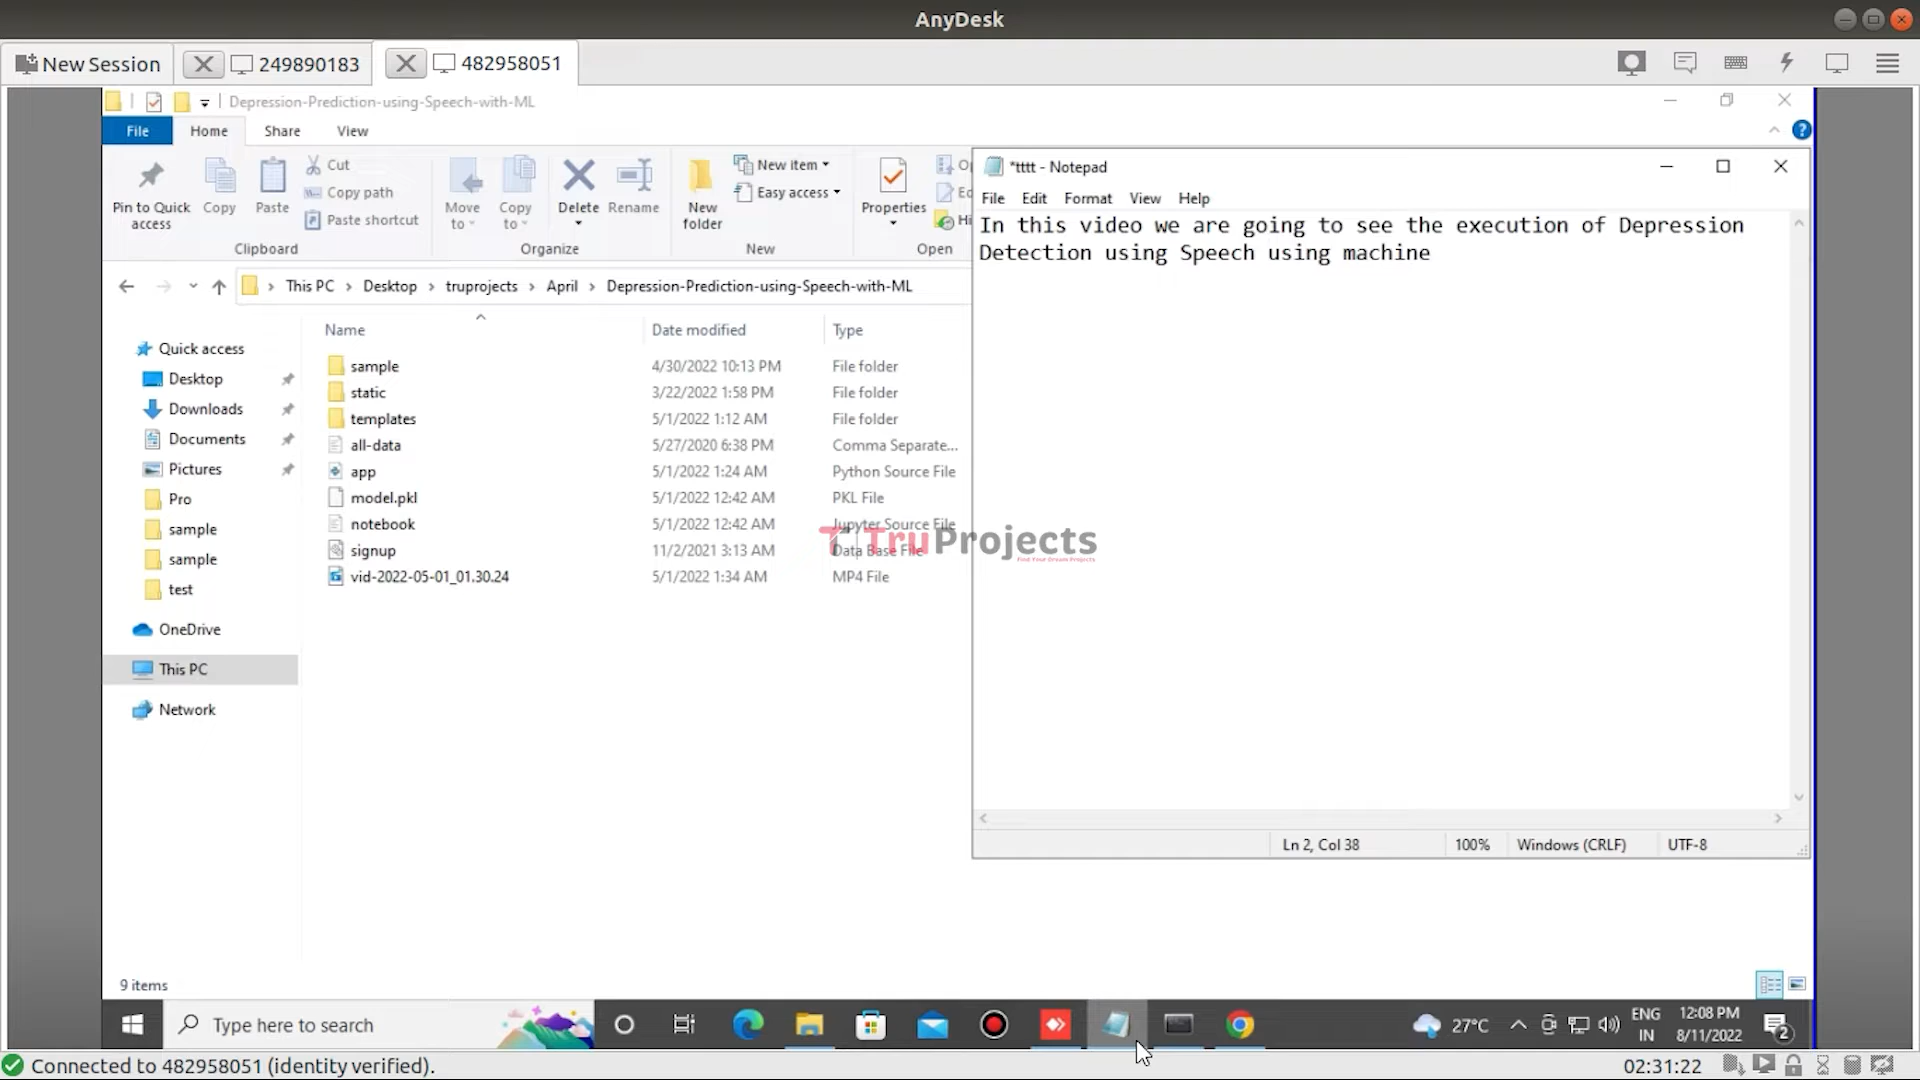 AnyDesk
New Session
249890183
482958051
Depression-Prediction-using-Speech-with-ML
File Home Share View
Pin to Quick access
Copy
Paste
Cut
Copy path
Paste shortcut
Clipboard
Move to
Copy to
Delete
Rename
Organize
New folder
New item
Easy access
New
Properties
Open
This PC > Desktop > truprojects > April > Depression-Prediction-using-Speech-with-ML
Name Date modified Type
Quick access
Desktop
Downloads
Documents
Pictures
Pro
sample
sample
test
OneDrive
This PC
Network
sample 4/30/2022 10:13 PM File folder
static 3/22/2022 1:58 PM File folder
templates 5/1/2022 1:12 AM File folder
all-data 5/27/2020 6:38 PM Comma Separate...
app 5/1/2022 1:24 AM Python Source File
model.pkl 5/1/2022 12:42 AM PKL File
notebook 5/1/2022 12:42 AM Jupyter Source File
signup 11/2/2021 3:13 AM Data Base File
vid-2022-05-01_01.30.24 5/1/2022 1:34 AM MP4 File
TruProjects
Find Your Dream Projects
*tttt - Notepad
File Edit Format View Help
In this video we are going to see the execution of Depression
Detection using Speech using machine
Ln 2, Col 38 100% Windows (CRLF) UTF-8
9 items
Type here to search
27°C
ENG
IN
12:08 PM
8/11/2022
2
Connected to 482958051 (identity verified).
02:31:22